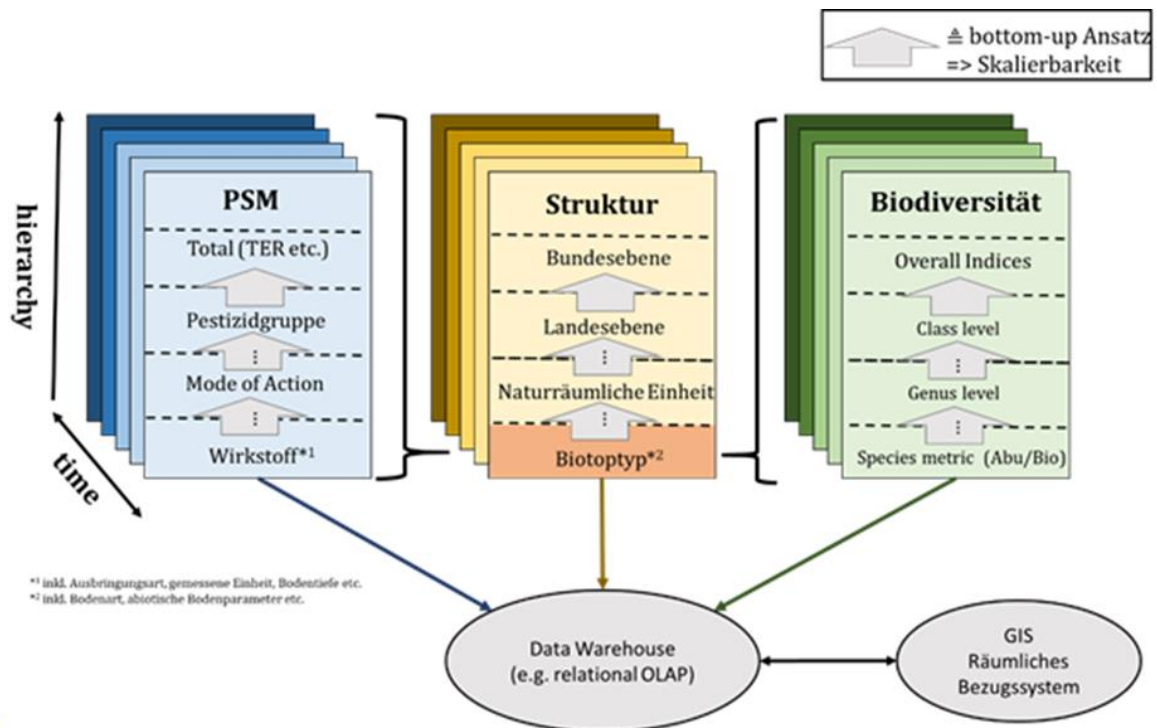 ≙ bottom-up Ansatz
=> Skalierbarkeit
hierarchy
time
PSM
Total (TER etc.)
Pestizidgruppe
Mode of Action
Wirkstoff*1
Struktur
Bundesebene
Landesebene
Naturräumliche Einheit
Biotoptyp*2
Biodiversität
Overall Indices
Class level
Genus level
Species metric (Abu/Bio)
*1 inkl. Ausbringungsart, gemessene Einheit, Bodentiefe etc.
*2 inkl. Bodenart, abiotische Bodenparameter etc.
Data Warehouse
(e.g. relational OLAP)
GIS
Räumliches
Bezugssystem